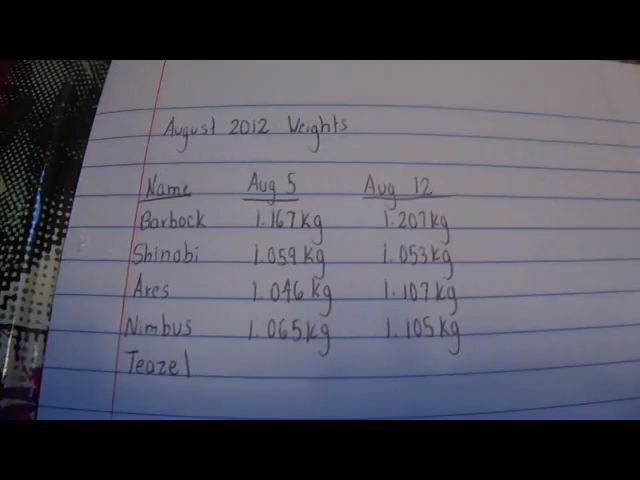 August 2012 Weights
Name Aug 5 Aug 12
Barbock 1.167kg 1.207kg
Shinobi 1.059kg 1.053kg
Ares 1.046kg 1.107kg
Nimbus 1.065kg 1.105kg
Teazel